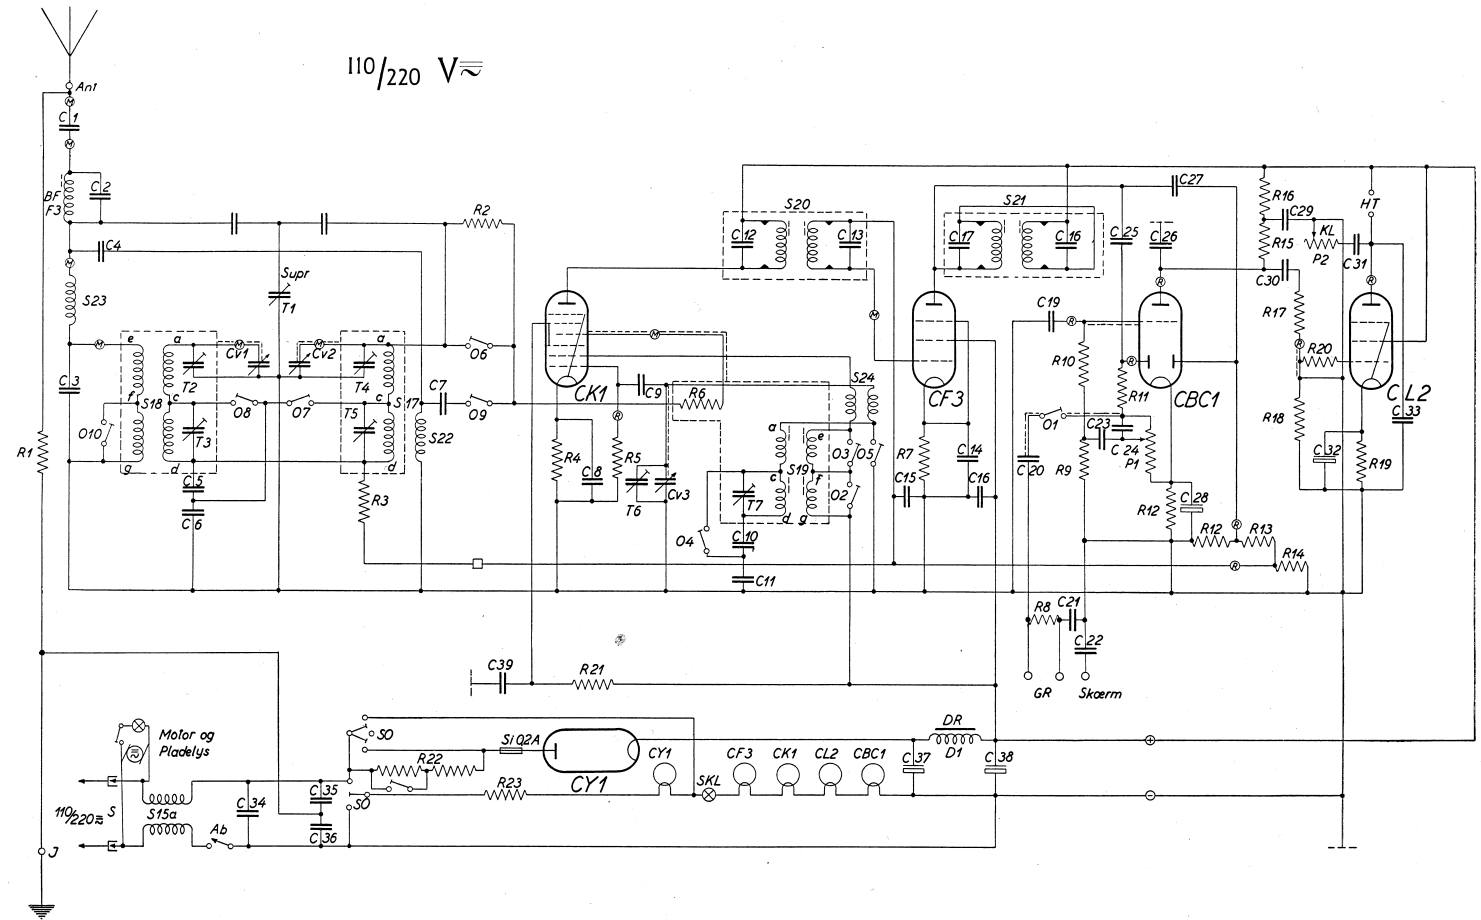 110/220 V≂
Ant
M
C1
M
BF
F3
C2
C4
M
S23
R2
Supr
T1
e
M
a
Cv1
M
M
Cv2
a
T2
T4
O6
C3
f
S18
c
O8
O7
T5
c
S17
C7
O9
T3
O10
S22
g
d
d
R1
C5
C6
R3
CK1
M
C9
R6
R
R4
C8
R5
T6
Cv3
S20
C12
C13
M
S24
a
e
O3
O5
c
S19
f
O2
T7
d
g
O4
C10
C11
S21
C17
C16
CF3
R7
C14
C15
C16
C27
C25
C26
R
C19
R
R10
R
CBC1
R11
O1
C23
C24
P1
C20
R9
R12
C28
R12
R
R13
R
R14
R16
C29
R15
KL
P2
C31
HT
C30
R
R17
R
R20
R18
CL2
C33
C32
R19
R8
C21
C22
GR
Skærm
C39
R21
Motor og
Pladelys
SO
R22
Si 02A
CY1
SO
R23
CY1
SKL
CF3
CK1
CL2
CBC1
DR
D1
C37
C38
+
-
110/220≂
S
S15a
Ab
C34
C35
C36
J